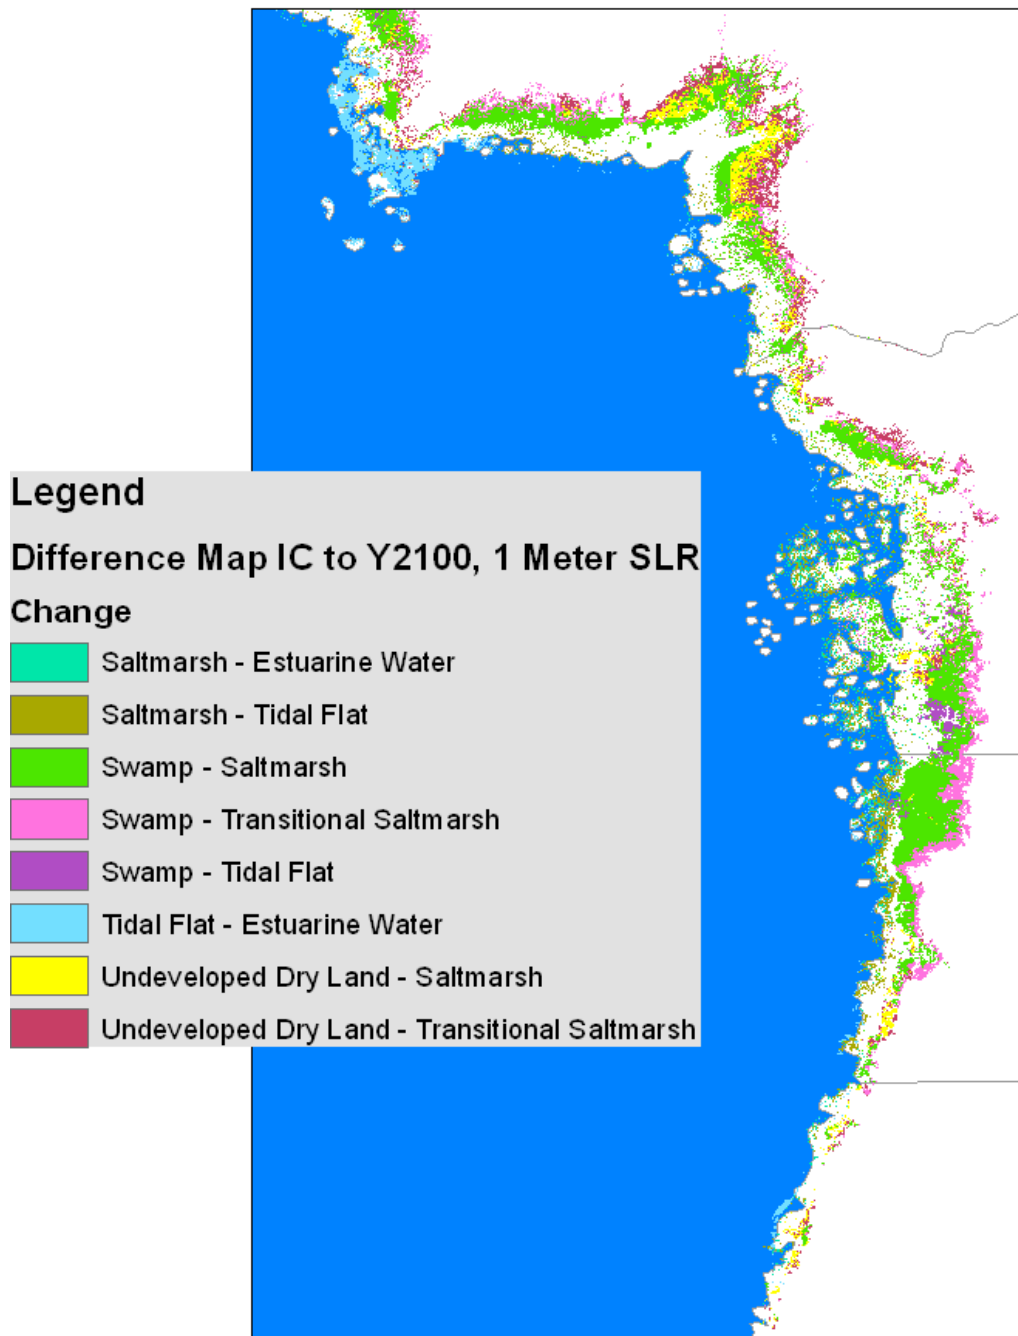 Legend
Difference Map IC to Y2100, 1 Meter SLR
Change
Saltmarsh - Estuarine Water
Saltmarsh - Tidal Flat
Swamp - Saltmarsh
Swamp - Transitional Saltmarsh
Swamp - Tidal Flat
Tidal Flat - Estuarine Water
Undeveloped Dry Land - Saltmarsh
Undeveloped Dry Land - Transitional Saltmarsh